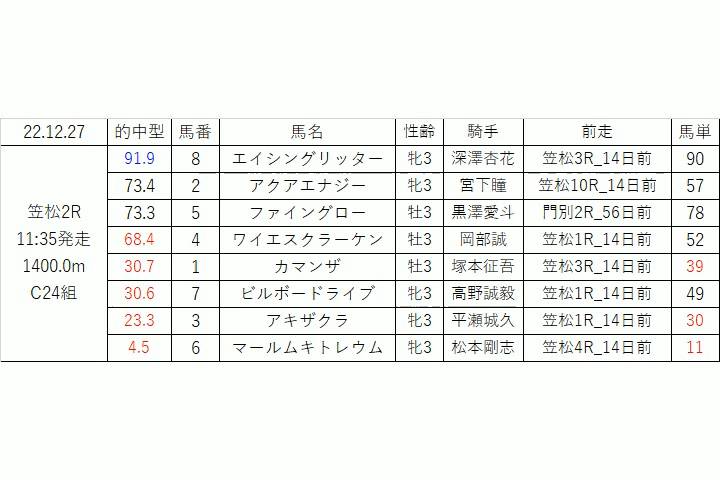 22.12.27 的中型 馬番 馬名 性齢 騎手 前走 馬単
91.9 8 エイシングリッター 牝3 深澤杏花 笠松3R_14日前 90
73.4 2 アクアエナジー 牝3 宮下瞳 笠松10R_14日前 57
笠松2R 73.3 5 ファイングロー 牡3 黒澤愛斗 門別2R_56日前 78
11:35発走 68.4 4 ワイエスクラーケン 牡3 岡部誠 笠松1R_14日前 52
1400.0m 30.7 1 カマンザ 牡3 塚本征吾 笠松3R_14日前 39
C24組 30.6 7 ビルボードライブ 牝3 高野誠毅 笠松1R_14日前 49
23.3 3 アキザクラ 牝3 平瀬城久 笠松1R_14日前 30
4.5 6 マールムキトレウム 牝3 松本剛志 笠松4R_14日前 11